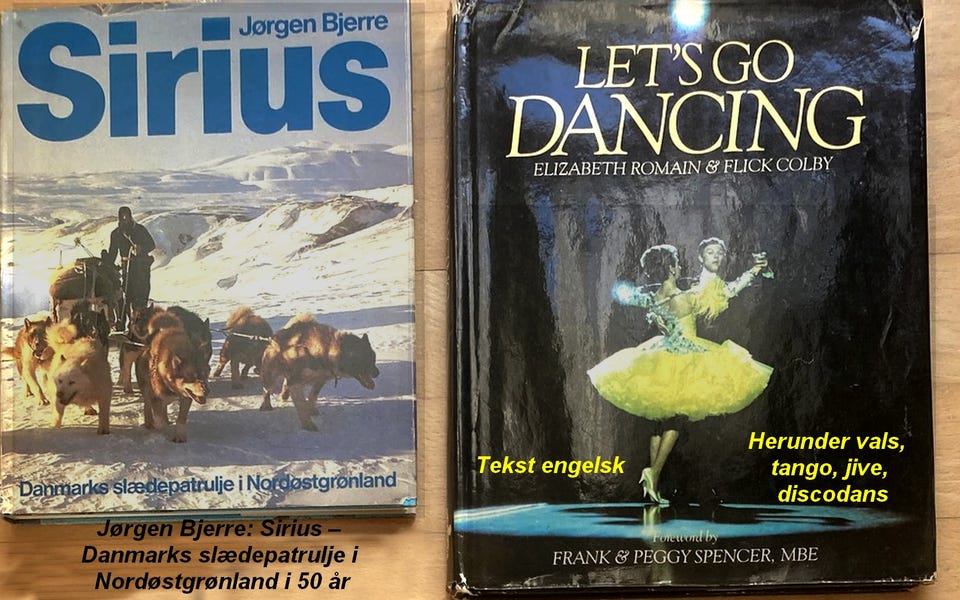 Jørgen Bjerre
Sirius
Danmarks slædepatrulje i Nordøstgrønland
Jørgen Bjerre: Sirius –
Danmarks slædepatrulje i
Nordøstgrønland i 50 år
LET'S GO
DANCING
ELIZABETH ROMAIN & FLICK COLBY
Tekst engelsk
Herunder vals,
tango, jive,
discodans
Foreword by
FRANK & PEGGY SPENCER, MBE